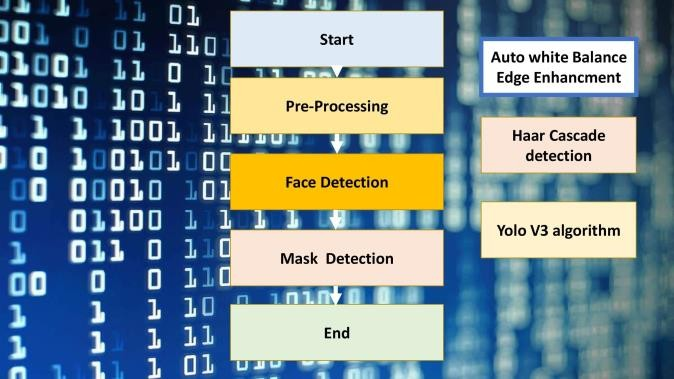 Start
Pre-Processing
Face Detection
Mask Detection
End
Auto white Balance
Edge Enhancment
Haar Cascade
detection
Yolo V3 algorithm